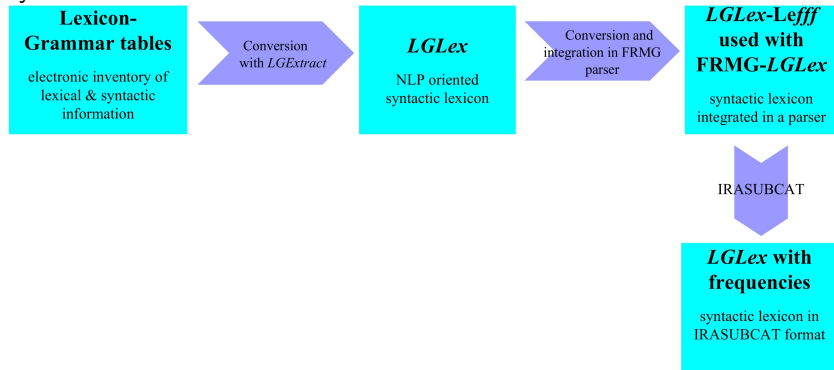 Lexicon-
Grammar tables
electronic inventory of
lexical & syntactic
information
Conversion
with LGExtract
LGLex
NLP oriented
syntactic lexicon
Conversion and
integration in FRMG
parser
LGLex-Lefff
used with
FRMG-LGLex
syntactic lexicon
integrated in a parser
IRASUBCAT
LGLex with
frequencies
syntactic lexicon in
IRASUBCAT format